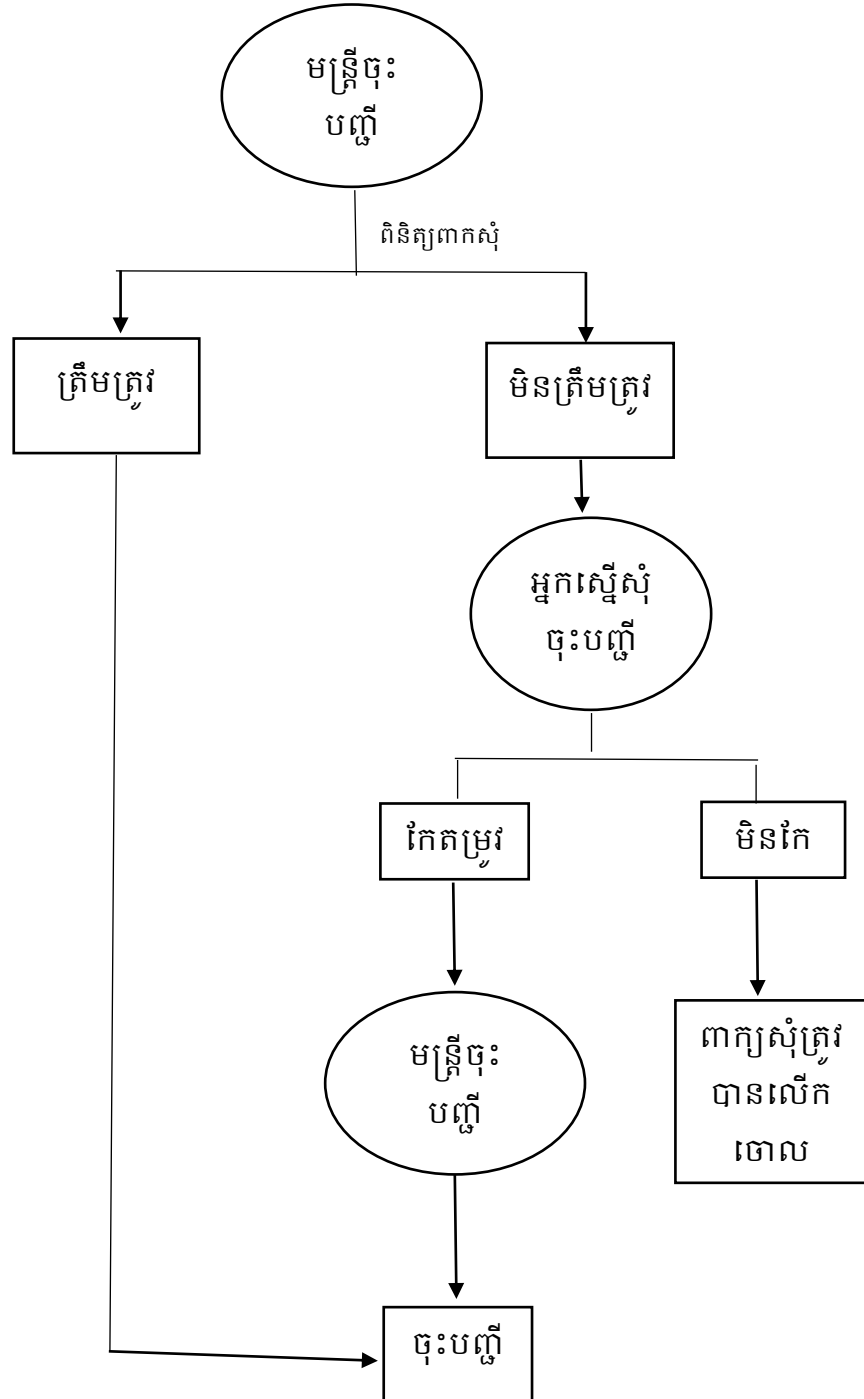 មន្ត្រីចុះ
បញ្ជី
ពិនិត្យពាកសុំ
ត្រឹមត្រូវ
មិនត្រឹមត្រូវ
អ្នកស្នើសុំ
ចុះបញ្ជី
កែតម្រូវ
មិនកែ
មន្ត្រីចុះ
បញ្ជី
ពាក្យសុំត្រូវ
បានលើក
ចោល
ចុះបញ្ជី